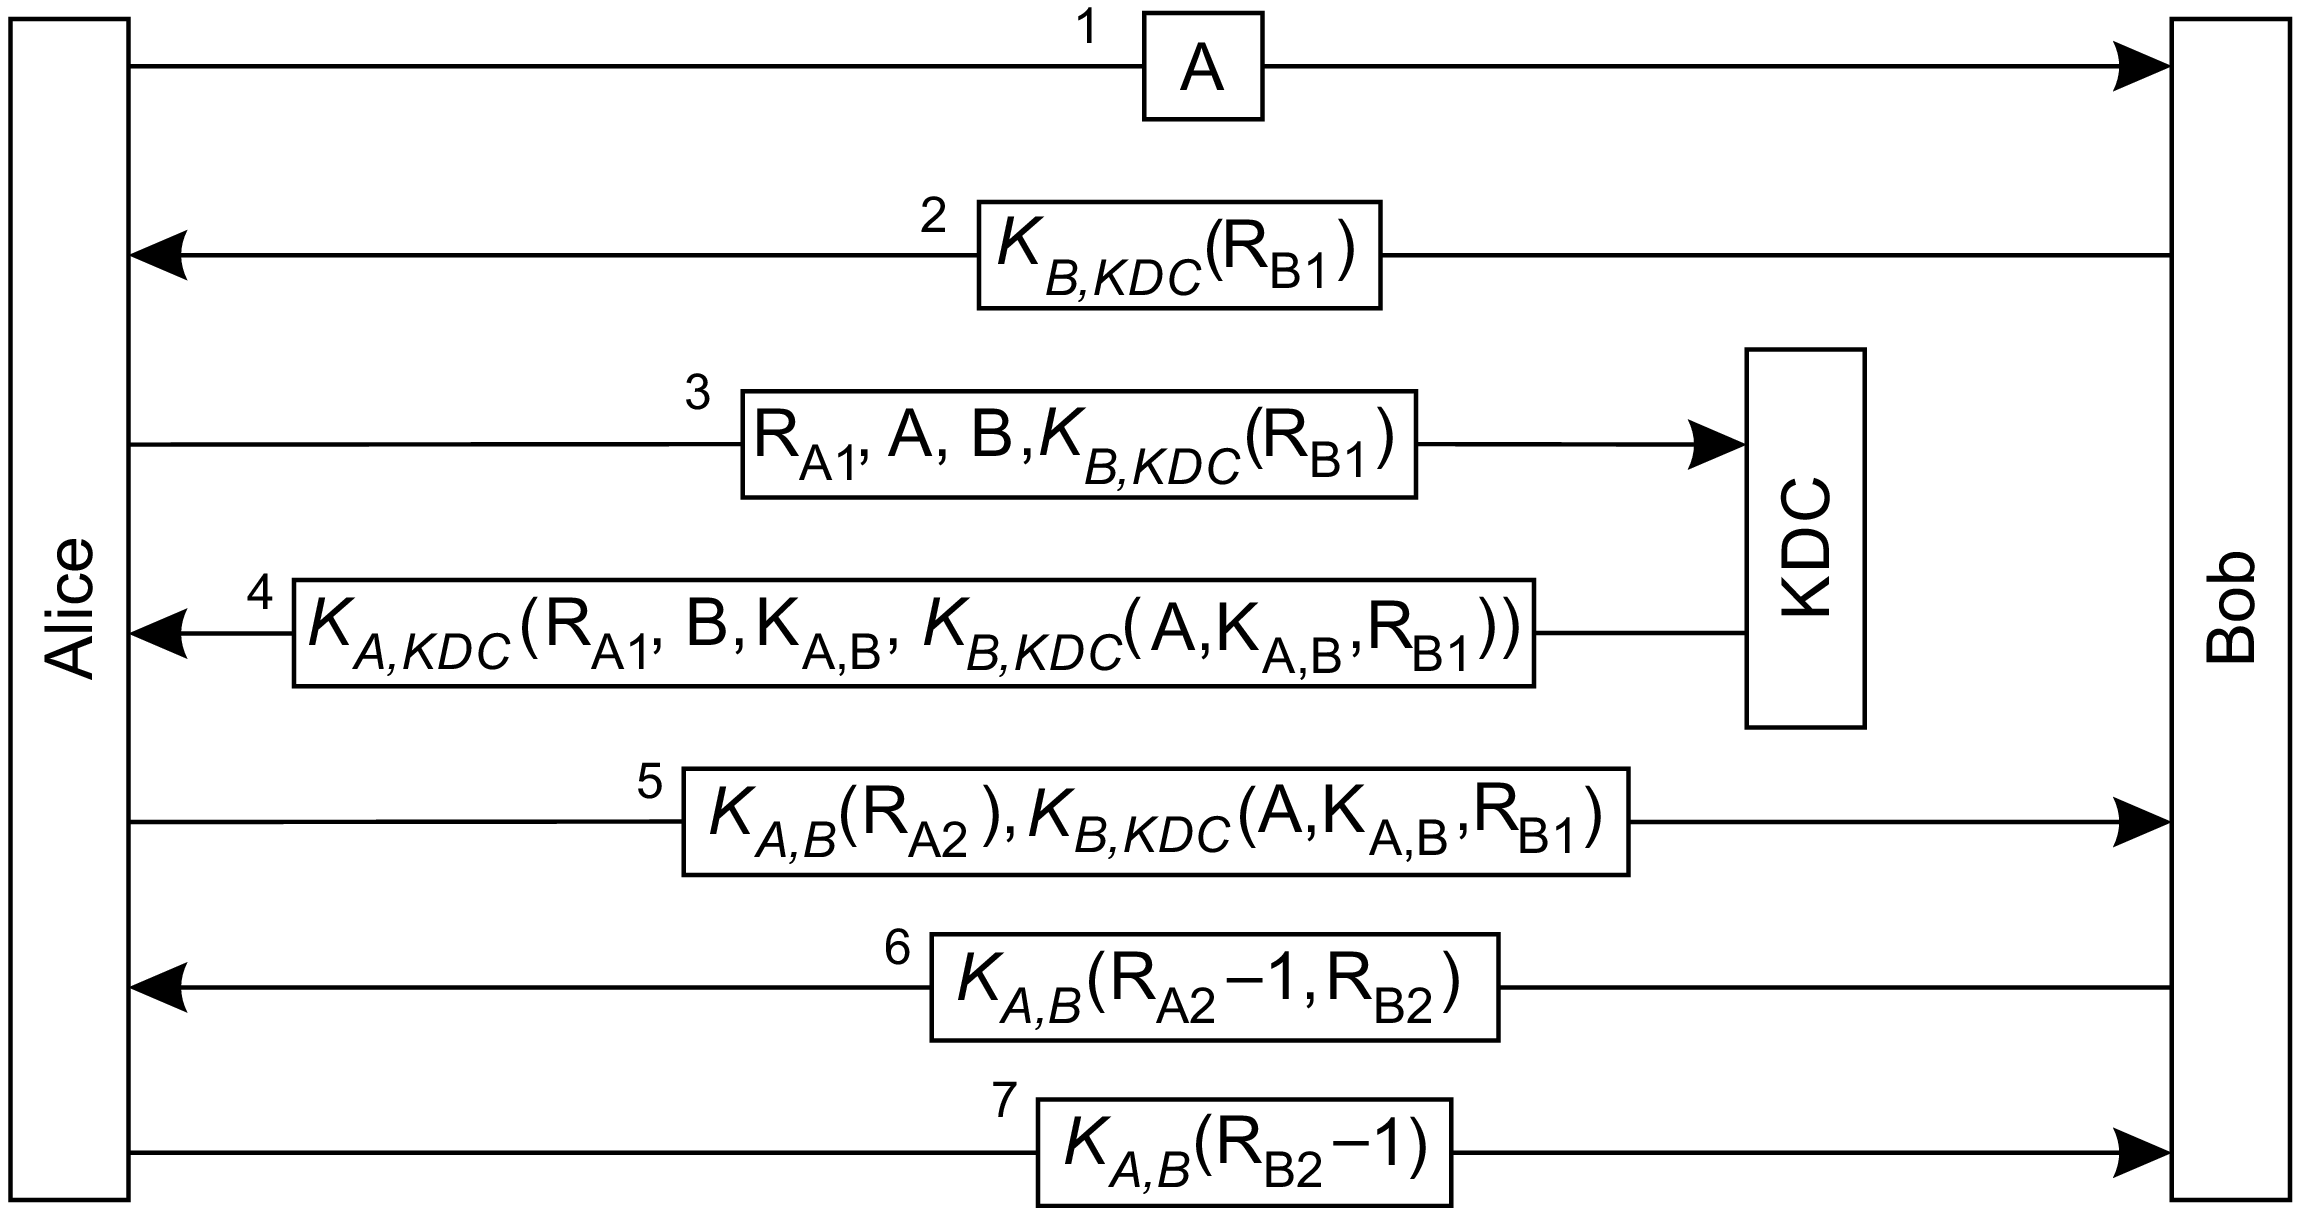 1
A
2
K_{B,KDC}(R_{B1})
3
R_{A1}, A, B, K_{B,KDC}(R_{B1})
4
K_{A,KDC}(R_{A1}, B, K_{A,B}, K_{B,KDC}(A, K_{A,B}, R_{B1}))
5
K_{A,B}(R_{A2}), K_{B,KDC}(A, K_{A,B}, R_{B1})
6
K_{A,B}(R_{A2} –1, R_{B2})
7
K_{A,B}(R_{B2} –1)
Alice
KDC
Bob